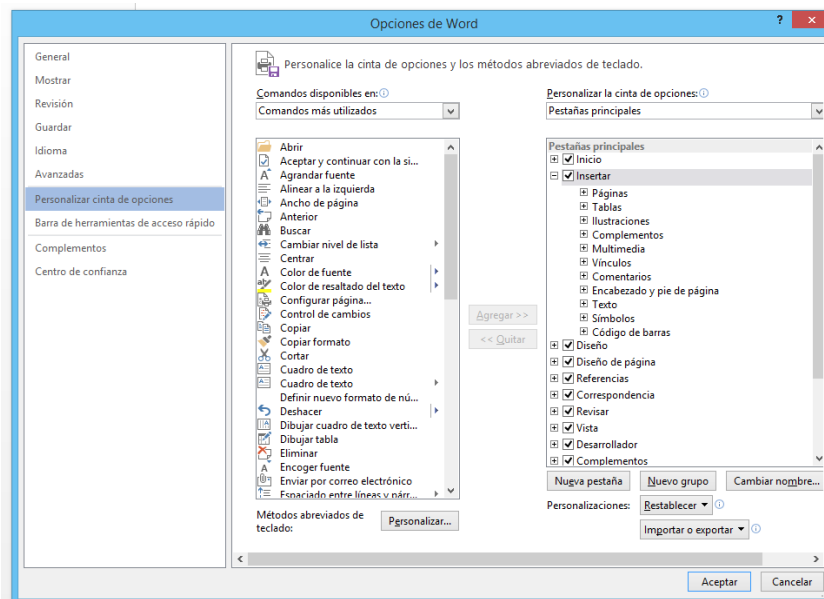 Opciones de Word
?
General
Mostrar
Revisión
Guardar
Idioma
Avanzadas
Personalizar cinta de opciones
Barra de herramientas de acceso rápido
Complementos
Centro de confianza
Personalice la cinta de opciones y los métodos abreviados de teclado.
Comandos disponibles en:
Comandos más utilizados
Abrir
Aceptar y continuar con la si...
Agrandar fuente
Alinear a la izquierda
Ancho de página
Anterior
Buscar
Cambiar nivel de lista
Centrar
Color de fuente
Color de resaltado del texto
Configurar página...
Control de cambios
Copiar
Copiar formato
Cortar
Cuadro de texto
Cuadro de texto
Definir nuevo formato de nú...
Deshacer
Dibujar cuadro de texto verti...
Dibujar tabla
Eliminar
Encoger fuente
Enviar por correo electrónico
Espaciado entre líneas y párr...
Métodos abreviados de
teclado:
Personalizar...
Agregar >>
<< Quitar
Personalizar la cinta de opciones:
Pestañas principales
Pestañas principales
Inicio
Insertar
Páginas
Tablas
Ilustraciones
Complementos
Multimedia
Vínculos
Comentarios
Encabezado y pie de página
Texto
Símbolos
Código de barras
Diseño
Diseño de página
Referencias
Correspondencia
Revisar
Vista
Desarrollador
Complementos
Nueva pestaña
Nuevo grupo
Cambiar nombre...
Personalizaciones:
Restablecer
Importar o exportar
Aceptar
Cancelar